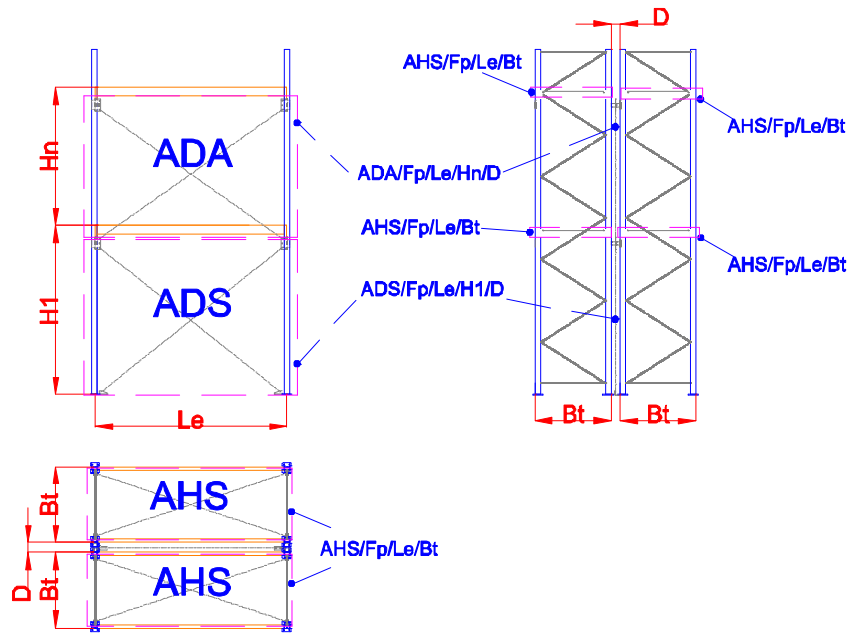 D
AHS/Fp/Le/Bt
AHS/Fp/Le/Bt
Hn
ADA
ADA/Fp/Le/Hn/D
AHS/Fp/Le/Bt
AHS/Fp/Le/Bt
H1
ADS
ADS/Fp/Le/H1/D
Le
Bt
Bt
Bt
AHS
AHS/Fp/Le/Bt
D
Bt
AHS